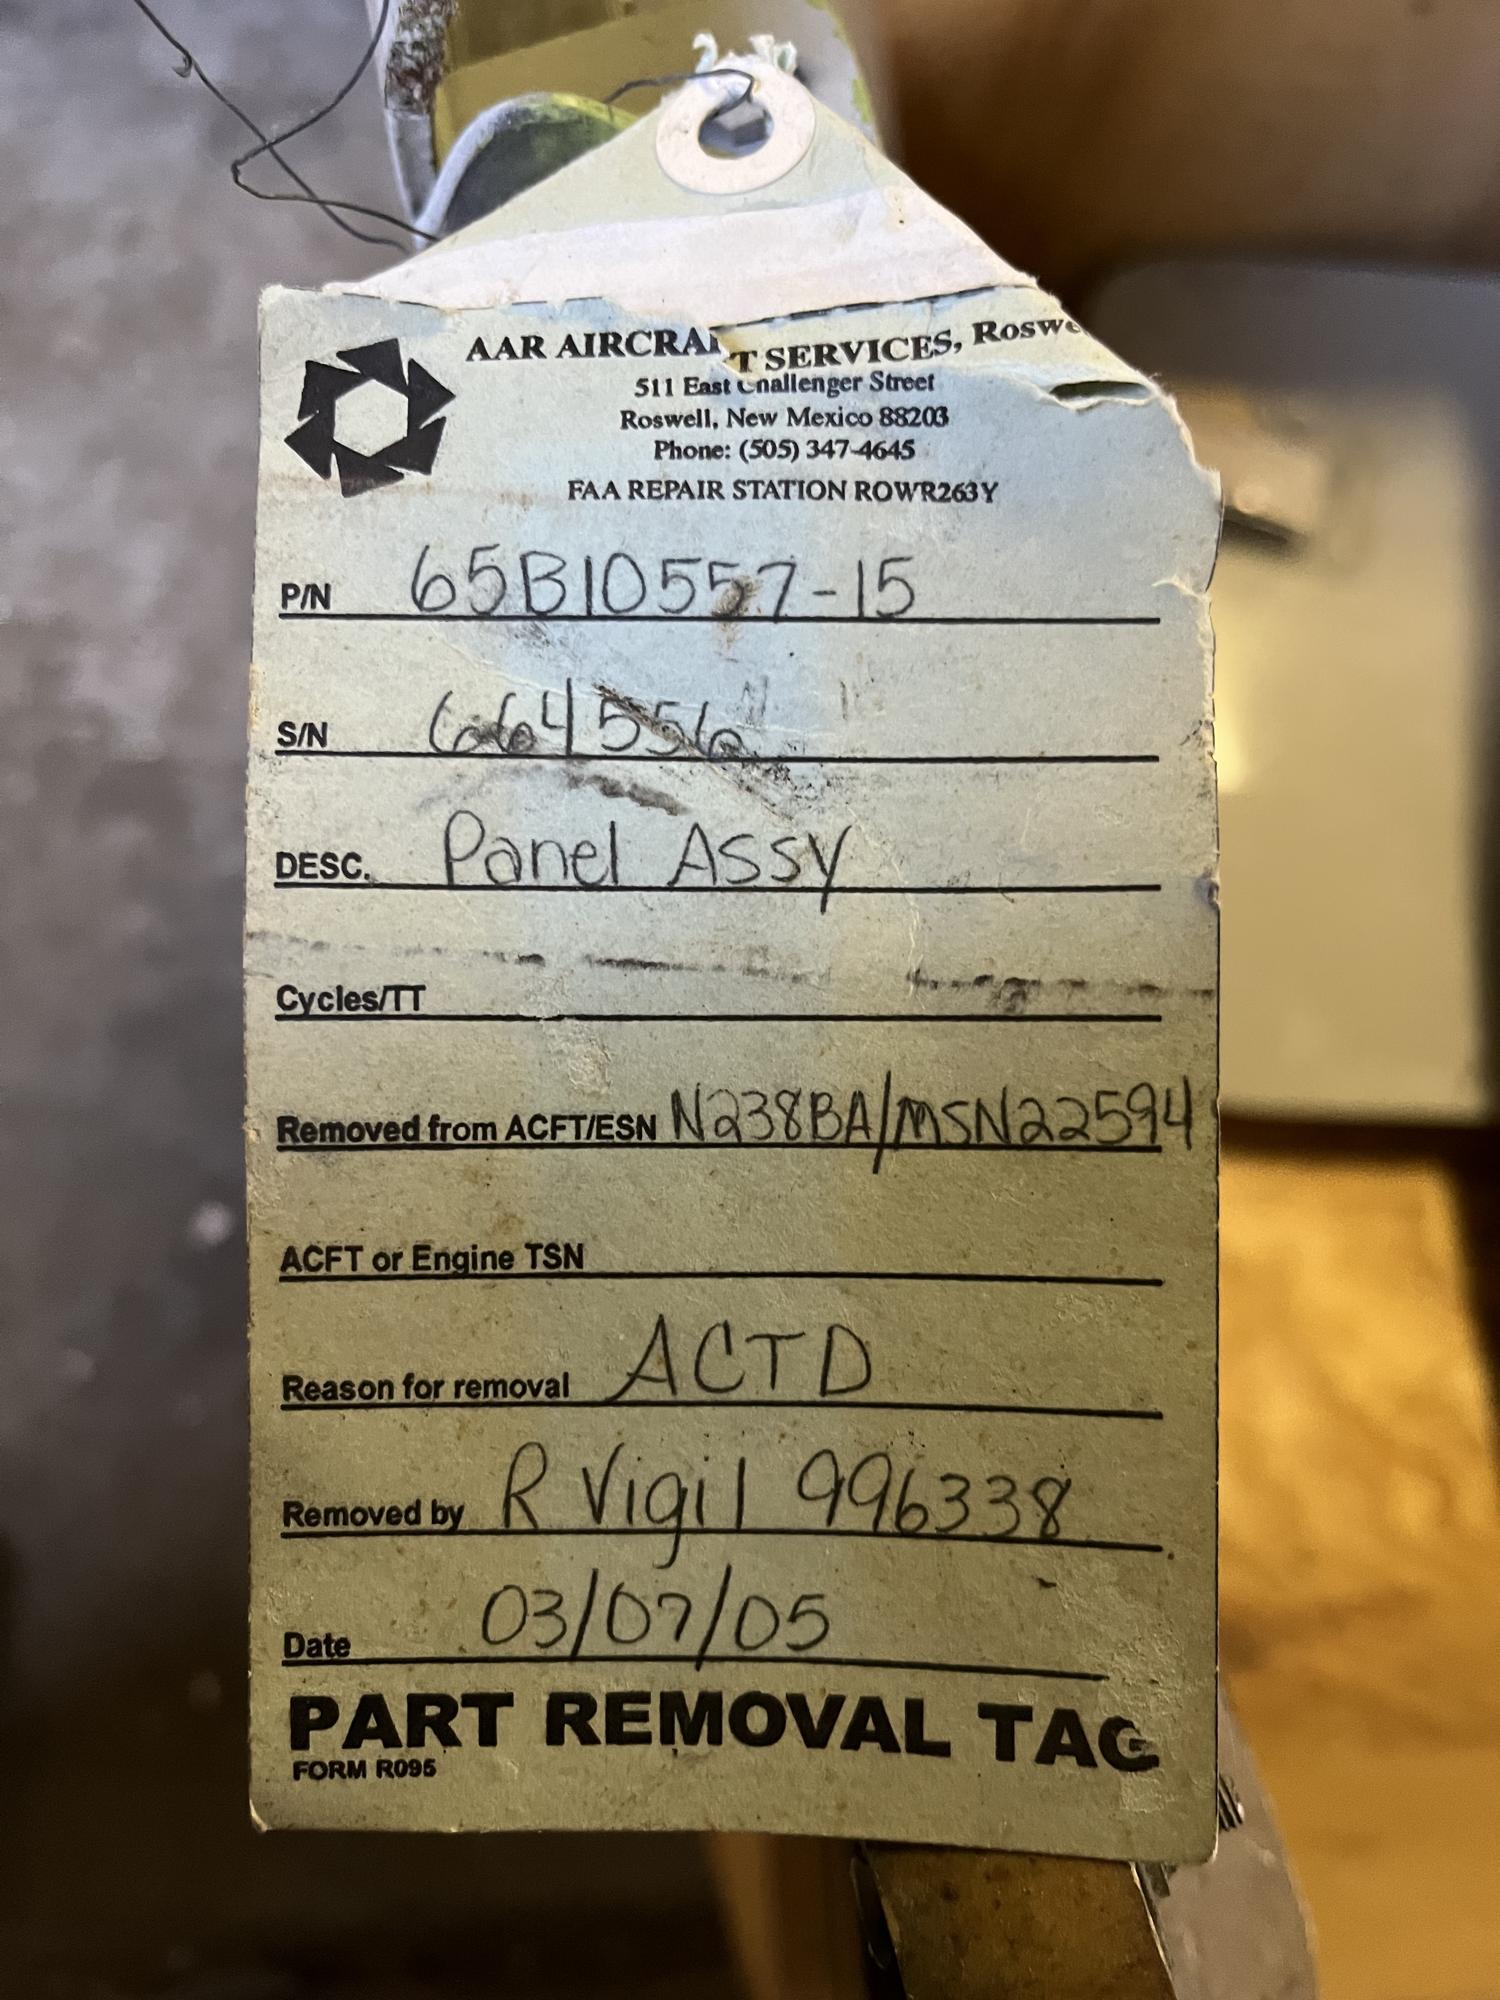 AAR AIRCRAFT SERVICES, Roswe
511 East Challenger Street
Roswell, New Mexico 88203
Phone: (505) 347-4645
FAA REPAIR STATION ROWR263Y
P/N 65B10557-15
S/N 664556
DESC. Panel Assy
Cycles/TT
Removed from ACFT/ESN N238BA/MSN22594
ACFT or Engine TSN
Reason for removal ACTD
Removed by R Vigil 996338
Date 03/07/05
PART REMOVAL TAG
FORM R095